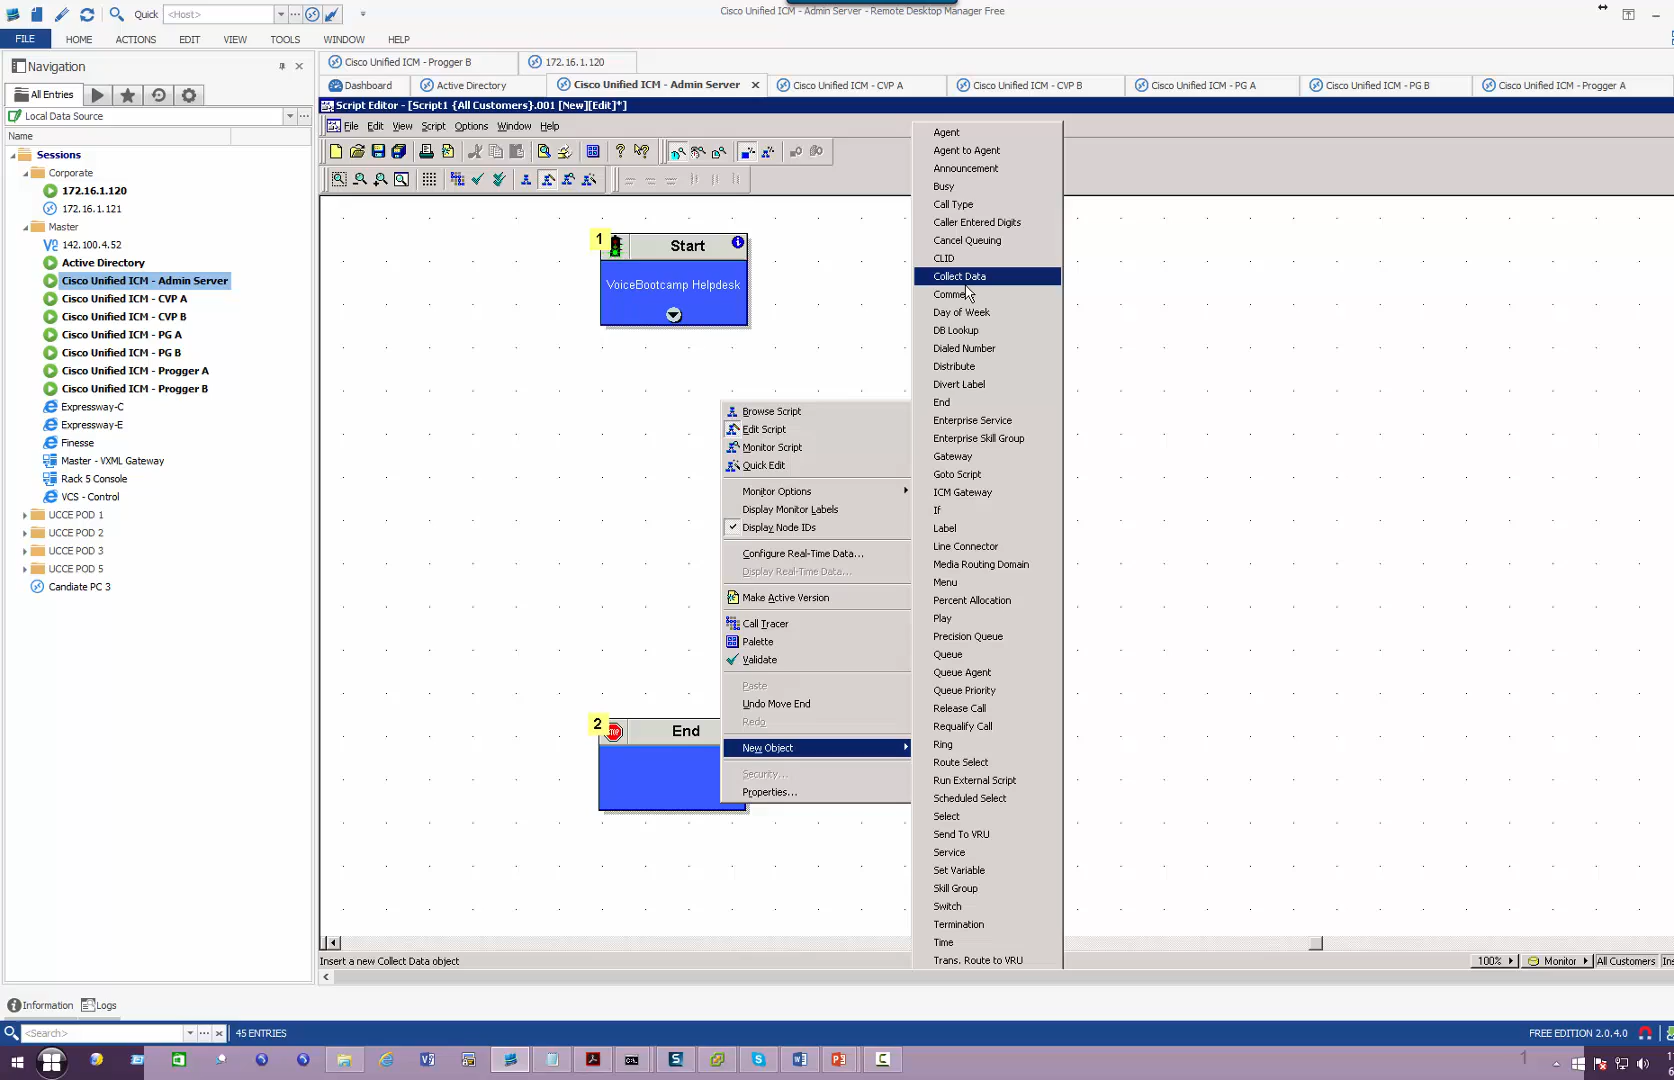 Cisco Unified ICM - Admin Server - Remote Desktop Manager Free
Quick <Host>
FILE HOME ACTIONS EDIT VIEW TOOLS WINDOW HELP
Navigation
All Entries
Local Data Source
Name
Sessions
Corporate
172.16.1.120
172.16.1.121
Master
142.100.4.52
Active Directory
Cisco Unified ICM - Admin Server
Cisco Unified ICM - CVP A
Cisco Unified ICM - CVP B
Cisco Unified ICM - PG A
Cisco Unified ICM - PG B
Cisco Unified ICM - Progger A
Cisco Unified ICM - Progger B
Expressway-C
Expressway-E
Finesse
Master - VXML Gateway
Rack 5 Console
VCS - Control
UCCE POD 1
UCCE POD 2
UCCE POD 3
UCCE POD 5
Candiate PC 3
Cisco Unified ICM - Progger B 172.16.1.120
Dashboard Active Directory Cisco Unified ICM - Admin Server Cisco Unified ICM - CVP A Cisco Unified ICM - CVP B Cisco Unified ICM - PG A Cisco Unified ICM - PG B Cisco Unified ICM - Progger A
Script Editor - [Script1 {All Customers}.001 [New][Edit]*]
File Edit View Script Options Window Help
1 Start
VoiceBootcamp Helpdesk
2 End
Browse Script
Edit Script
Monitor Script
Quick Edit
Monitor Options
Display Monitor Labels
Display Node IDs
Configure Real-Time Data...
Display Real-Time Data...
Make Active Version
Call Tracer
Palette
Validate
Paste
Undo Move End
Redo
New Object
Security...
Properties...
Agent
Agent to Agent
Announcement
Busy
Call Type
Caller Entered Digits
Cancel Queuing
CLID
Collect Data
Comme
Day of Week
DB Lookup
Dialed Number
Distribute
Divert Label
End
Enterprise Service
Enterprise Skill Group
Gateway
Goto Script
ICM Gateway
If
Label
Line Connector
Media Routing Domain
Menu
Percent Allocation
Play
Precision Queue
Queue
Queue Agent
Queue Priority
Release Call
Requalify Call
Ring
Route Select
Run External Script
Scheduled Select
Select
Send To VRU
Service
Set Variable
Skill Group
Switch
Termination
Time
Trans. Route to VRU
Insert a new Collect Data object
100% Monitor All Customers Ins
Information Logs
<Search> 45 ENTRIES
FREE EDITION 2.0.4.0